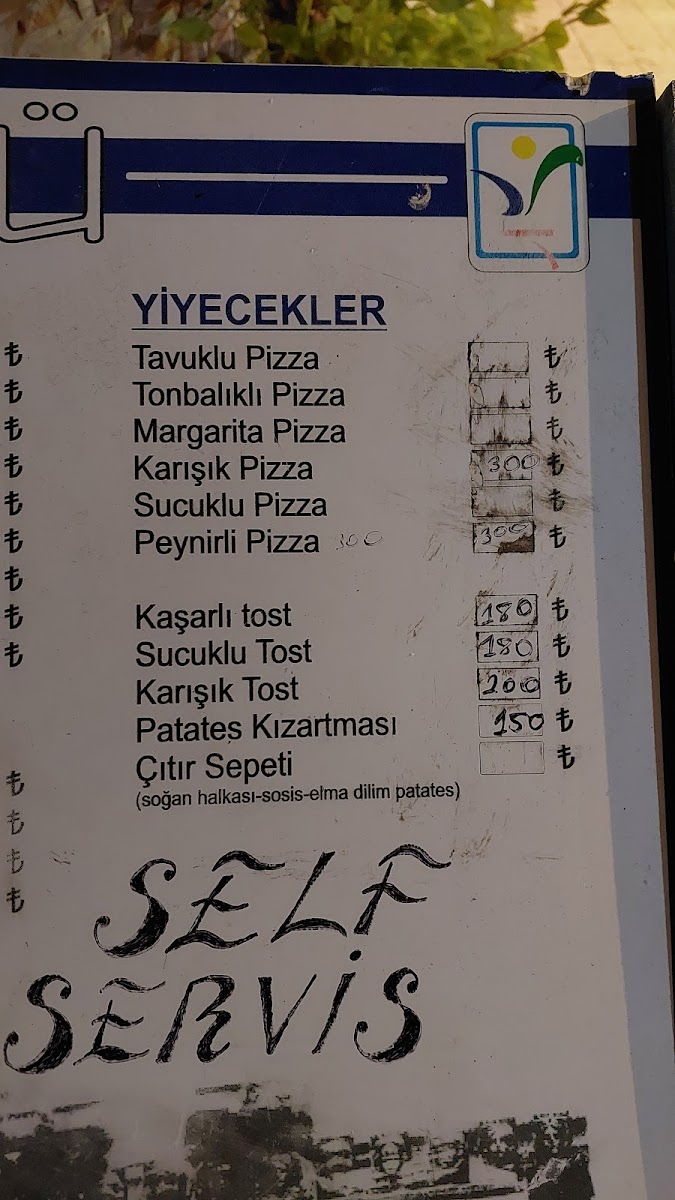 Ü
YİYECEKLER
₺ Tavuklu Pizza ₺
₺ Tonbalıklı Pizza ₺
₺ Margarita Pizza ₺
₺ Karışık Pizza 300 ₺
₺ Sucuklu Pizza ₺
₺ Peynirli Pizza 300 300 ₺
₺
₺ Kaşarlı tost 180 ₺
₺ Sucuklu Tost 180 ₺
Karışık Tost 200 ₺
Patates Kızartması 150 ₺
₺ Çıtır Sepeti ₺
(soğan halkası-sosis-elma dilim patates)
₺
₺
₺
SELF
SERVİS